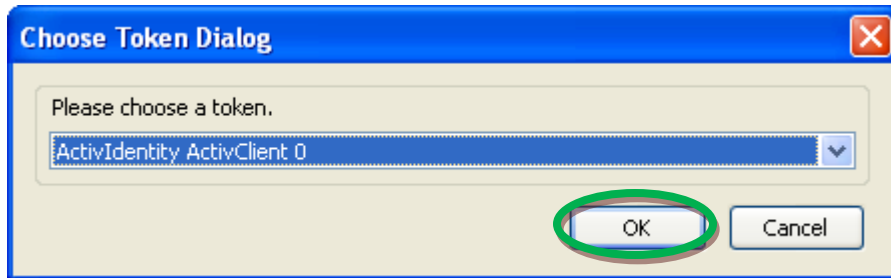 Choose Token Dialog
Please choose a token.
ActivIdentity ActivClient 0
OK Cancel